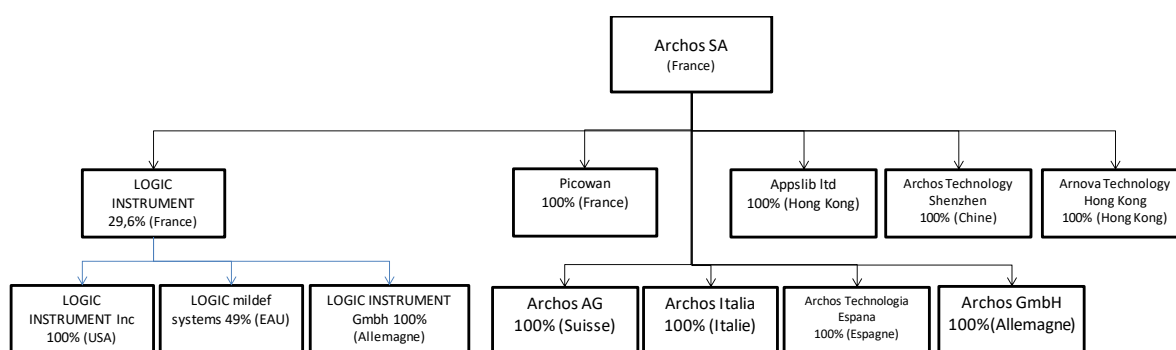 Archos SA
(France)
LOGIC
INSTRUMENT
29,6% (France)
Picowan
100% (France)
Appslib ltd
100% (Hong Kong)
Archos Technology
Shenzhen
100% (Chine)
Arnova Technology
Hong Kong
100% (Hong Kong)
LOGIC
INSTRUMENT Inc
100% (USA)
LOGIC mildef
systems 49% (EAU)
LOGIC INSTRUMENT
Gmbh 100%
(Allemagne)
Archos AG
100% (Suisse)
Archos Italia
100% (Italie)
Archos Technologia
Espana
100% (Espagne)
Archos GmbH
100%(Allemagne)